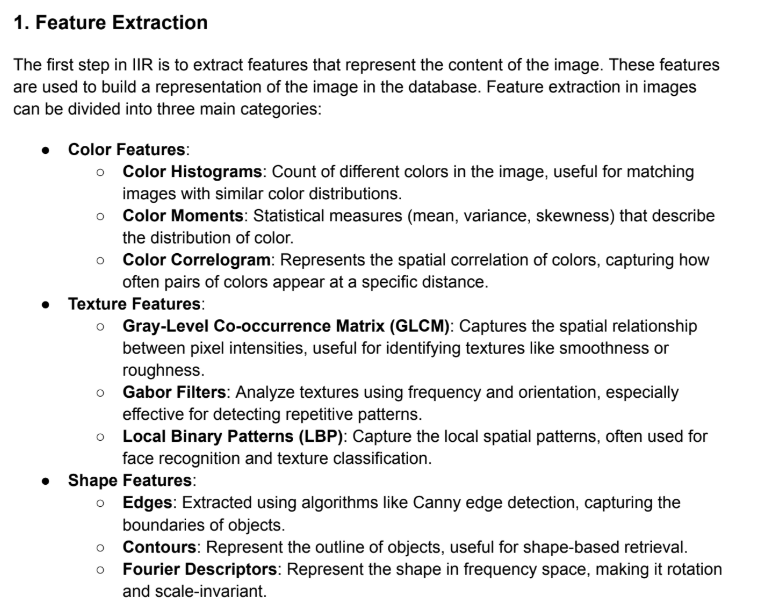 1. Feature Extraction
The first step in IIR is to extract features that represent the content of the image. These features
are used to build a representation of the image in the database. Feature extraction in images
can be divided into three main categories:
● Color Features:
○ Color Histograms: Count of different colors in the image, useful for matching
images with similar color distributions.
○ Color Moments: Statistical measures (mean, variance, skewness) that describe
the distribution of color.
○ Color Correlogram: Represents the spatial correlation of colors, capturing how
often pairs of colors appear at a specific distance.
● Texture Features:
○ Gray-Level Co-occurrence Matrix (GLCM): Captures the spatial relationship
between pixel intensities, useful for identifying textures like smoothness or
roughness.
○ Gabor Filters: Analyze textures using frequency and orientation, especially
effective for detecting repetitive patterns.
○ Local Binary Patterns (LBP): Capture the local spatial patterns, often used for
face recognition and texture classification.
● Shape Features:
○ Edges: Extracted using algorithms like Canny edge detection, capturing the
boundaries of objects.
○ Contours: Represent the outline of objects, useful for shape-based retrieval.
○ Fourier Descriptors: Represent the shape in frequency space, making it rotation
and scale-invariant.